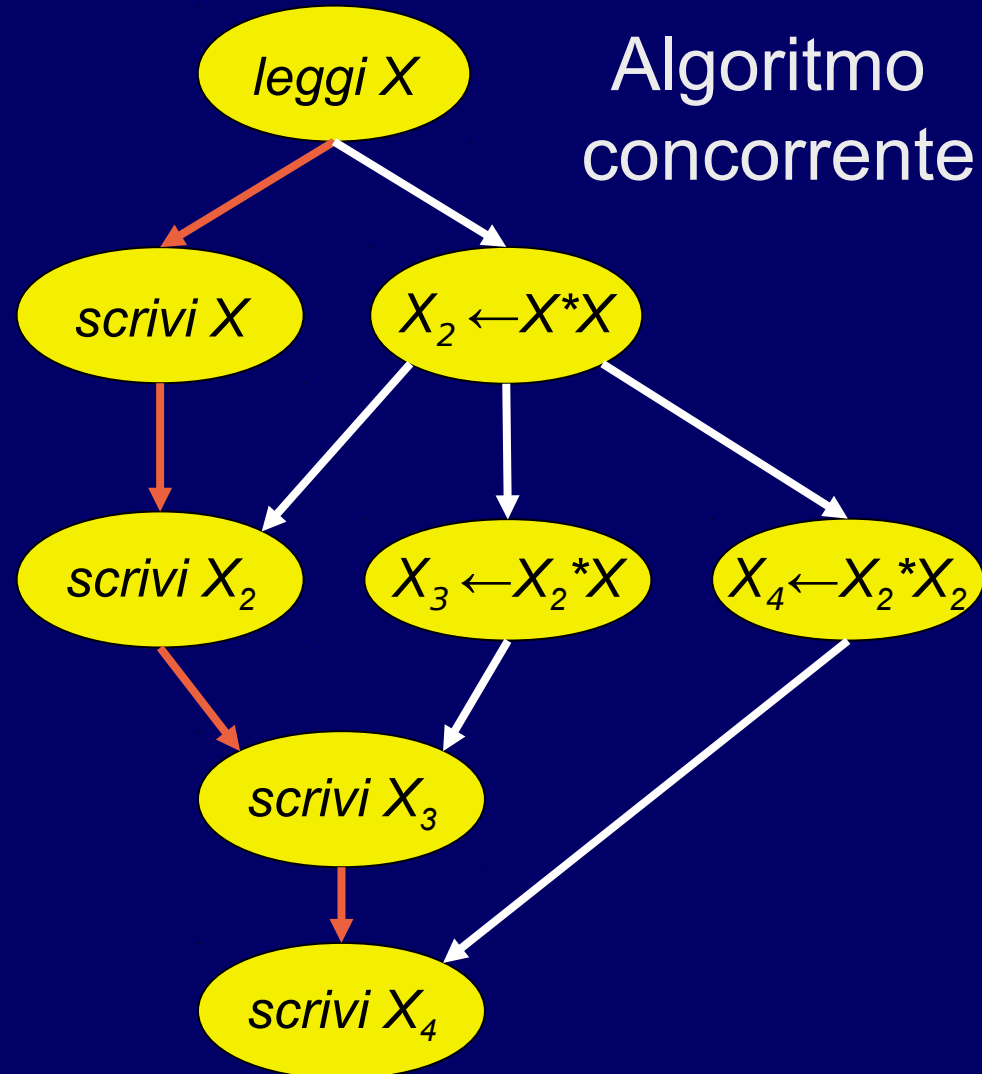 leggi X
Algoritmo
concorrente
scrivi X
X₂ ←X*X
scrivi X₂
X₃ ←X₂*X
X₄←X₂*X₂
scrivi X₃
scrivi X₄